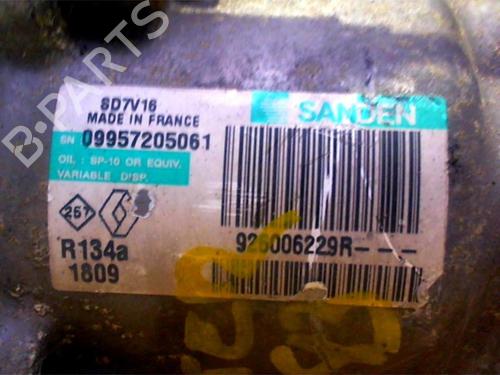 SD7V16
MADE IN FRANCE
SANDEN
SN 09957205061
OIL : SP-10 OR EQUIV.
VARIABLE DISP.
257
R134a
1809
926006229R---
B-PARTS